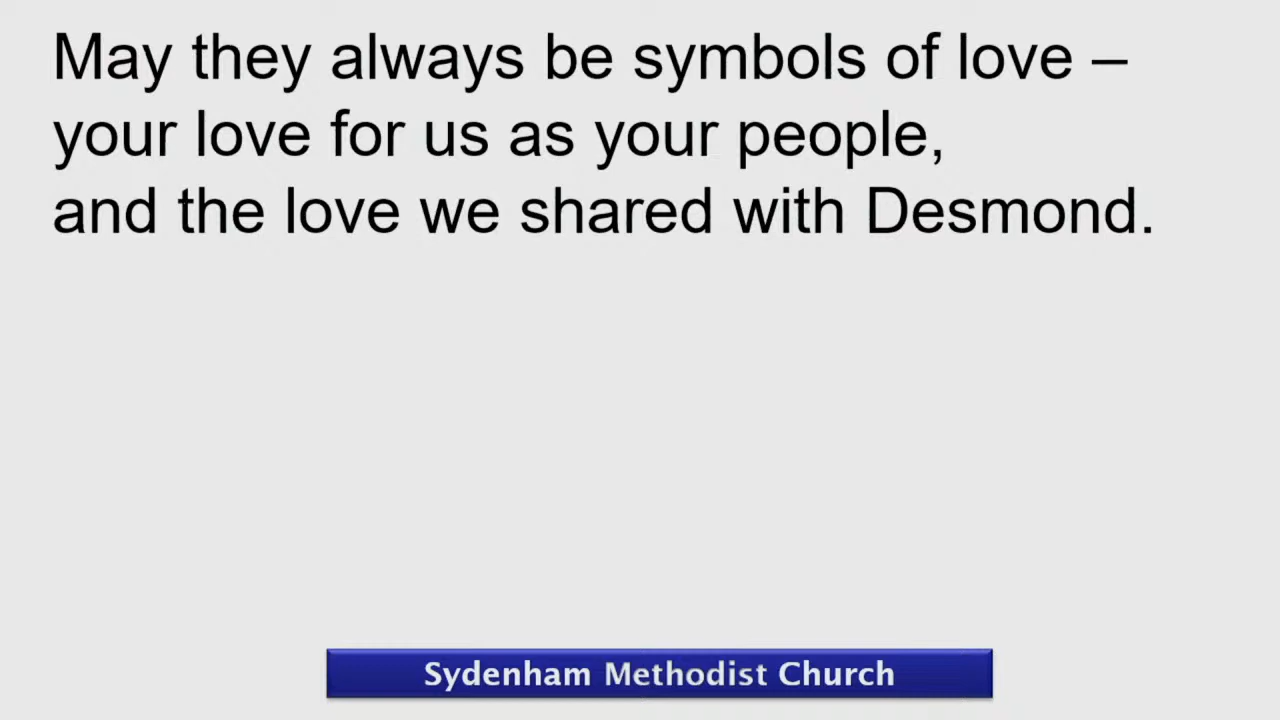 May they always be symbols of love –
your love for us as your people,
and the love we shared with Desmond.
Sydenham Methodist Church